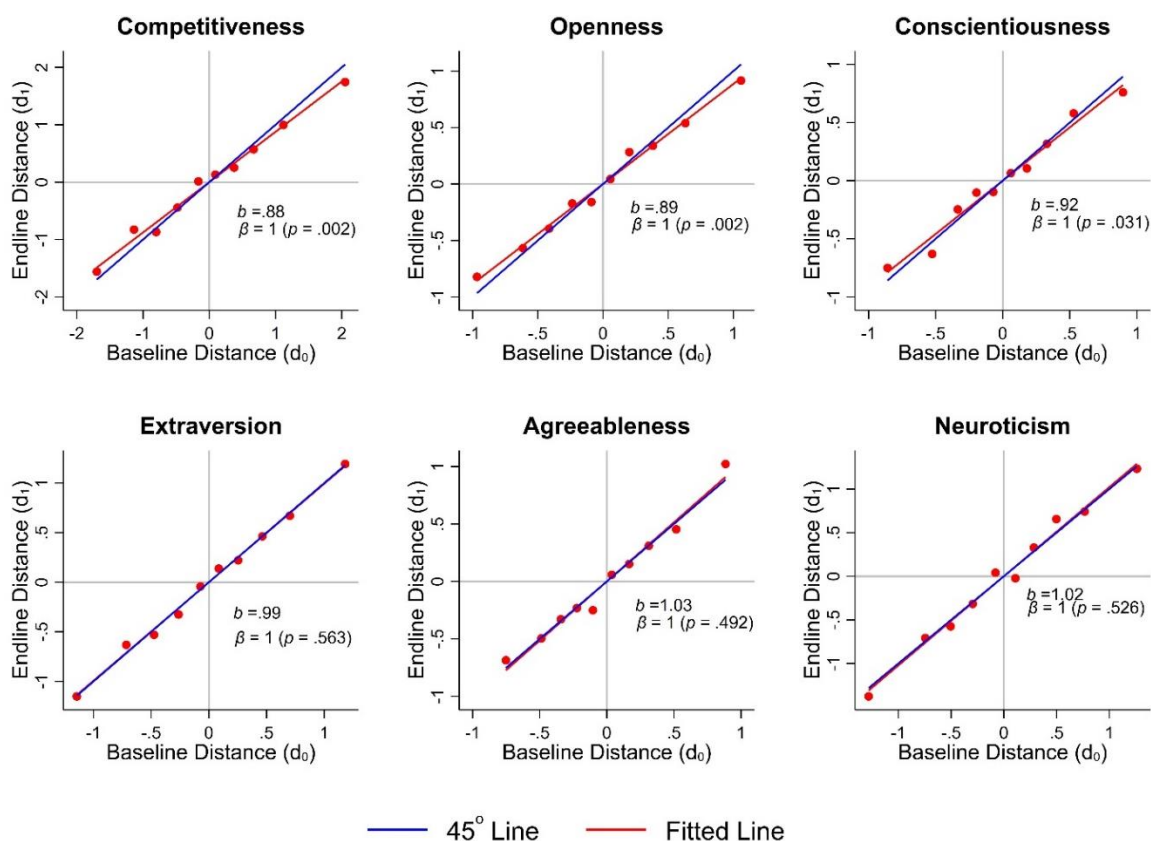 Competitiveness
Endline Distance (d₁)
2
1
0
-1
-2
b =.88
β = 1 (p = .002)
-2 -1 0 1 2
Baseline Distance (d₀)
Openness
Endline Distance (d₁)
1
.5
0
-.5
-1
b =.89
β = 1 (p = .002)
-1 -.5 0 .5 1
Baseline Distance (d₀)
Conscientiousness
Endline Distance (d₁)
1
.5
0
-.5
-1
b =.92
β = 1 (p = .031)
-1 -.5 0 .5 1
Baseline Distance (d₀)
Extraversion
Endline Distance (d₁)
1
.5
0
-.5
-1
b =.99
β = 1 (p = .563)
-1 -.5 0 .5 1
Baseline Distance (d₀)
Agreeableness
Endline Distance (d₁)
1
.5
0
-.5
-1
b =1.03
β = 1 (p = .492)
-1 -.5 0 .5 1
Baseline Distance (d₀)
Neuroticism
Endline Distance (d₁)
1
.5
0
-.5
-1
b =1.02
β = 1 (p = .526)
-1 -.5 0 .5 1
Baseline Distance (d₀)
45° Line Fitted Line